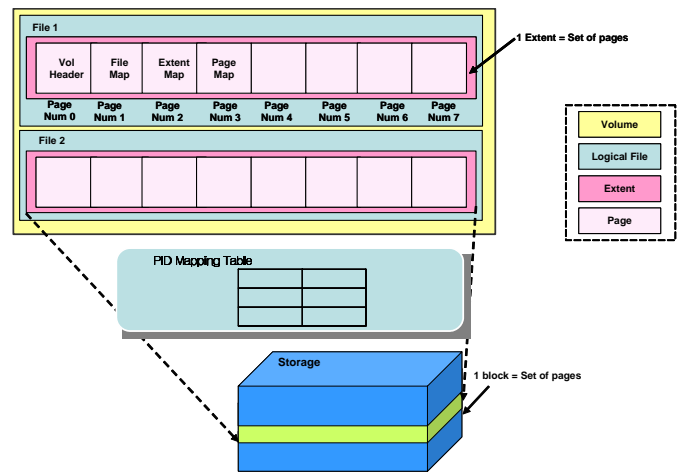 File 1
1 Extent = Set of pages
Vol Header
File Map
Extent Map
Page Map
Page Num 0
Page Num 1
Page Num 2
Page Num 3
Page Num 4
Page Num 5
Page Num 6
Page Num 7
File 2
Volume
Logical File
Extent
Page
PID Mapping Table
Storage
1 block = Set of pages